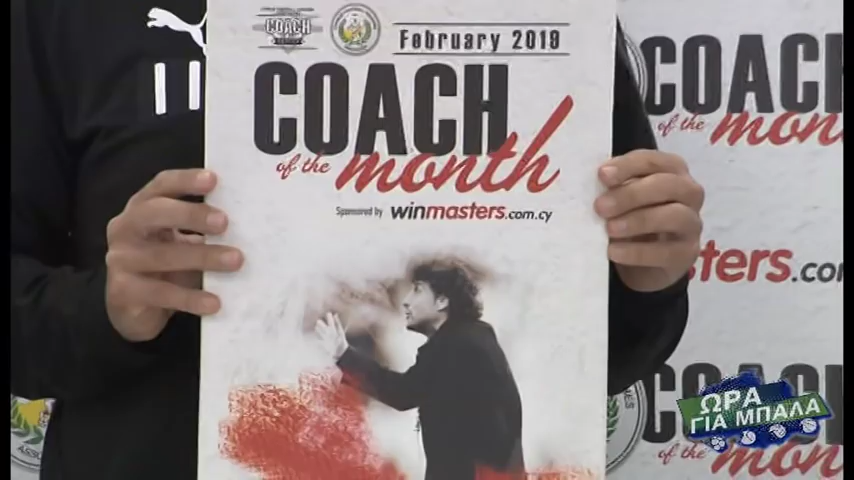 COACH
February 2019
COACH
of the month
Sponsored by winmasters.com.cy
COACH
of the month
sters.com
COACH
of the month
ΩΡΑ
ΓΙΑ ΜΠΑΛΑ